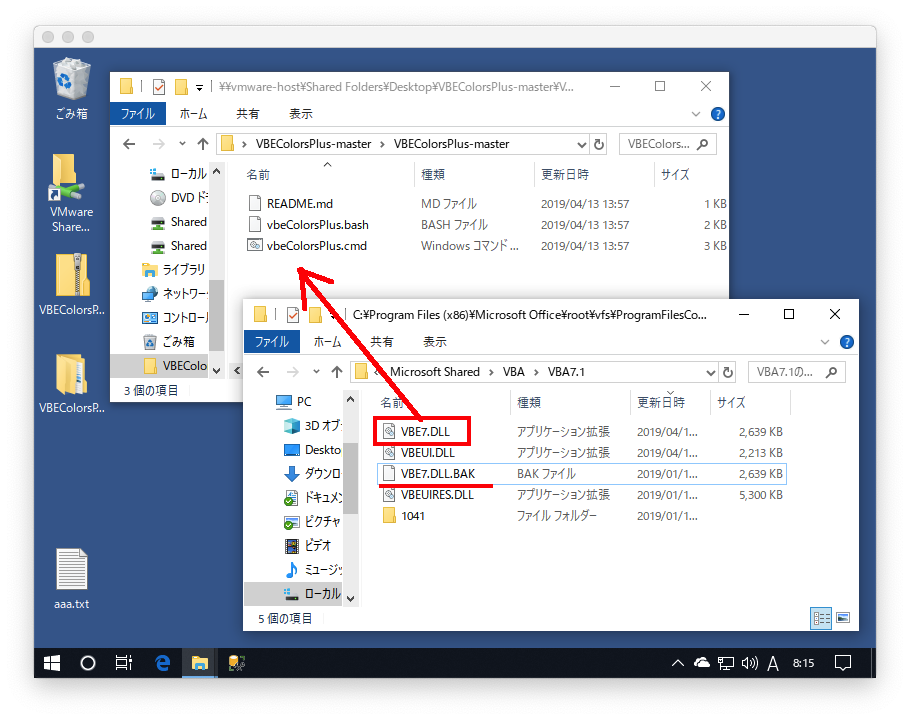 ごみ箱
VMware
Share...
VBEColorsP...
VBEColorsP...
aaa.txt
¥¥vmware-host¥Shared Folders¥Desktop¥VBEColorsPlus-master¥V...
ファイル ホーム 共有 表示
VBEColorsPlus-master > VBEColorsPlus-master VBEColors...
名前 種類 更新日時 サイズ
README.md MD ファイル 2019/04/13 13:57 1 KB
vbeColorsPlus.bash BASH ファイル 2019/04/13 13:57 2 KB
vbeColorsPlus.cmd Windows コマンド ... 2019/04/13 13:57 3 KB
ローカル
DVD ド
Shared
Shared
ライブラリ
ネットワー
コントロール
ごみ箱
VBEColo
3 個の項目
C:¥Program Files (x86)¥Microsoft Office¥root¥vfs¥ProgramFilesCo...
ファイル ホーム 共有 表示
Microsoft Shared > VBA > VBA7.1 VBA7.1の...
名前 種類 更新日時 サイズ
VBE7.DLL アプリケーション拡張 2019/04/1... 2,639 KB
VBEUI.DLL アプリケーション拡張 2019/04/1... 2,213 KB
VBE7.DLL.BAK BAK ファイル 2019/01/1... 2,639 KB
VBEUIRES.DLL アプリケーション拡張 2019/01/1... 5,300 KB
1041 ファイル フォルダー 2019/01/1...
PC
3D オブ
Deskto
ダウンロ
ドキュメン
ピクチャ
ビデオ
ミュージッ
ローカル
5 個の項目
A 8:15